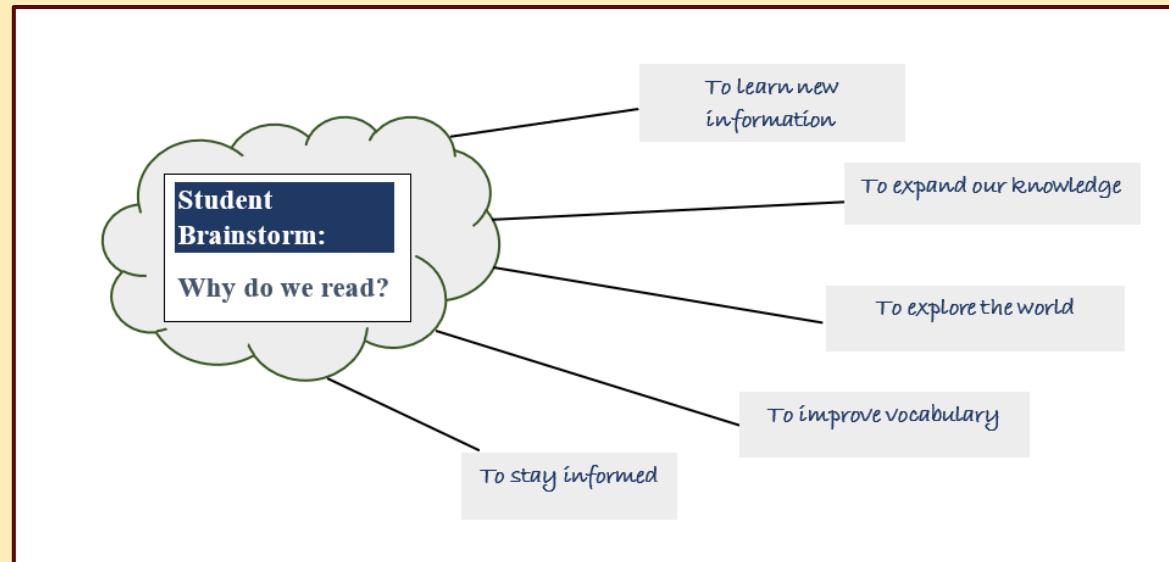 Student
Brainstorm:
Why do we read?
To learn new
information
To expand our knowledge
To explore the world
To improve vocabulary
To stay informed